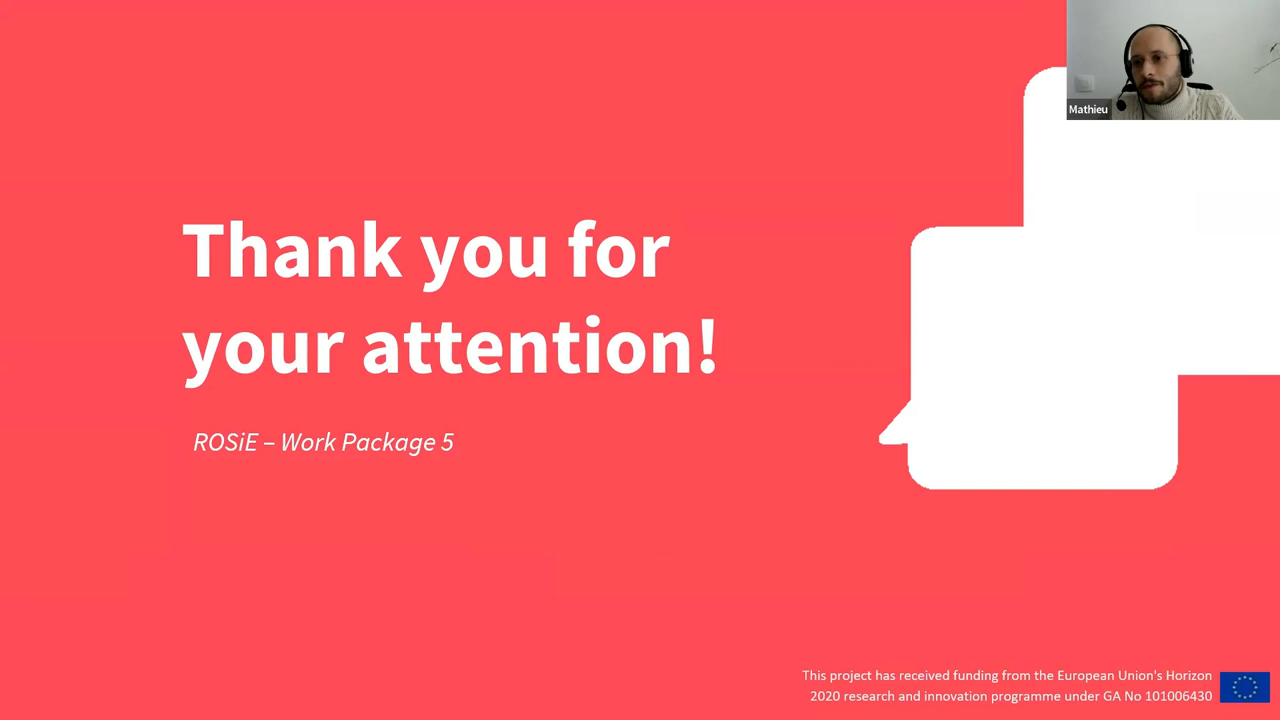 Mathieu
Thank you for
your attention!
ROSiE – Work Package 5
This project has received funding from the European Union's Horizon
2020 research and innovation programme under GA No 101006430